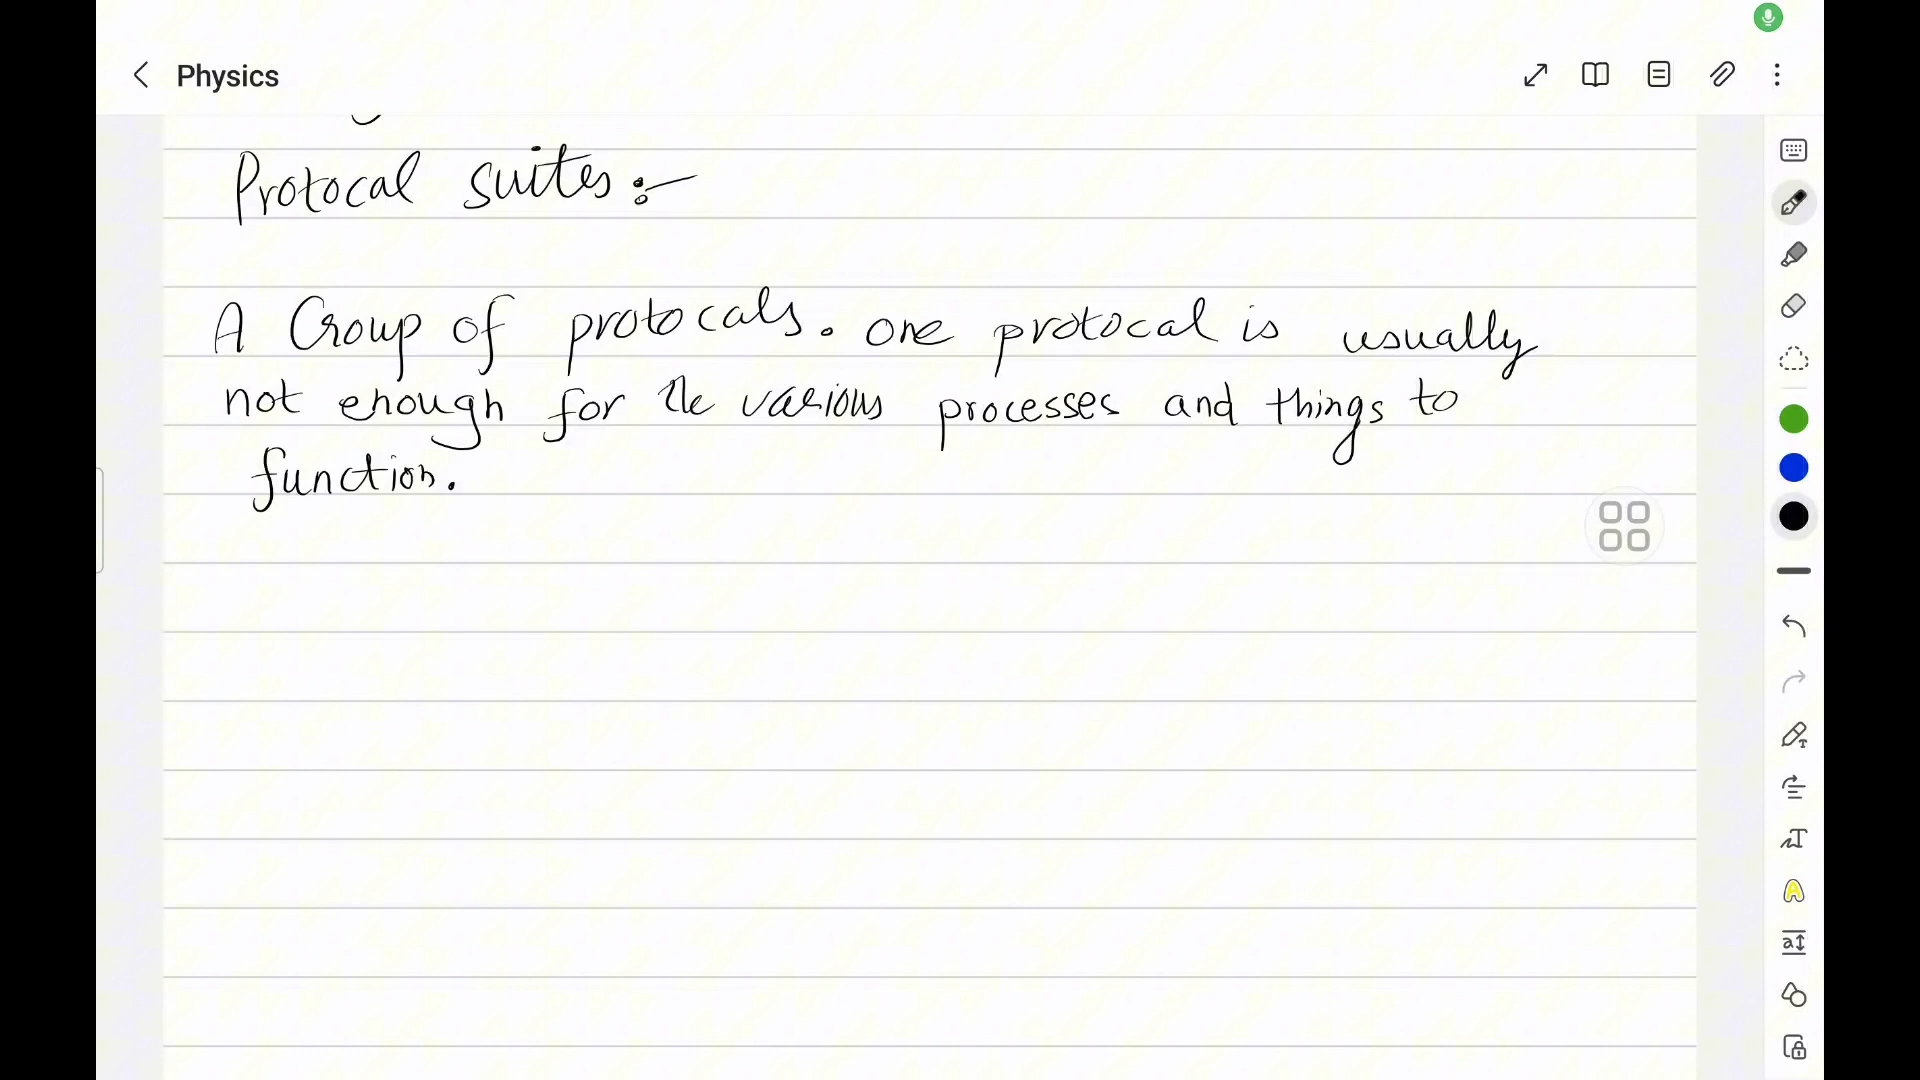 Physics
Protocal suites:-
A Group of protocals. one protocal is usually
not enough for the various processes and things to
function.